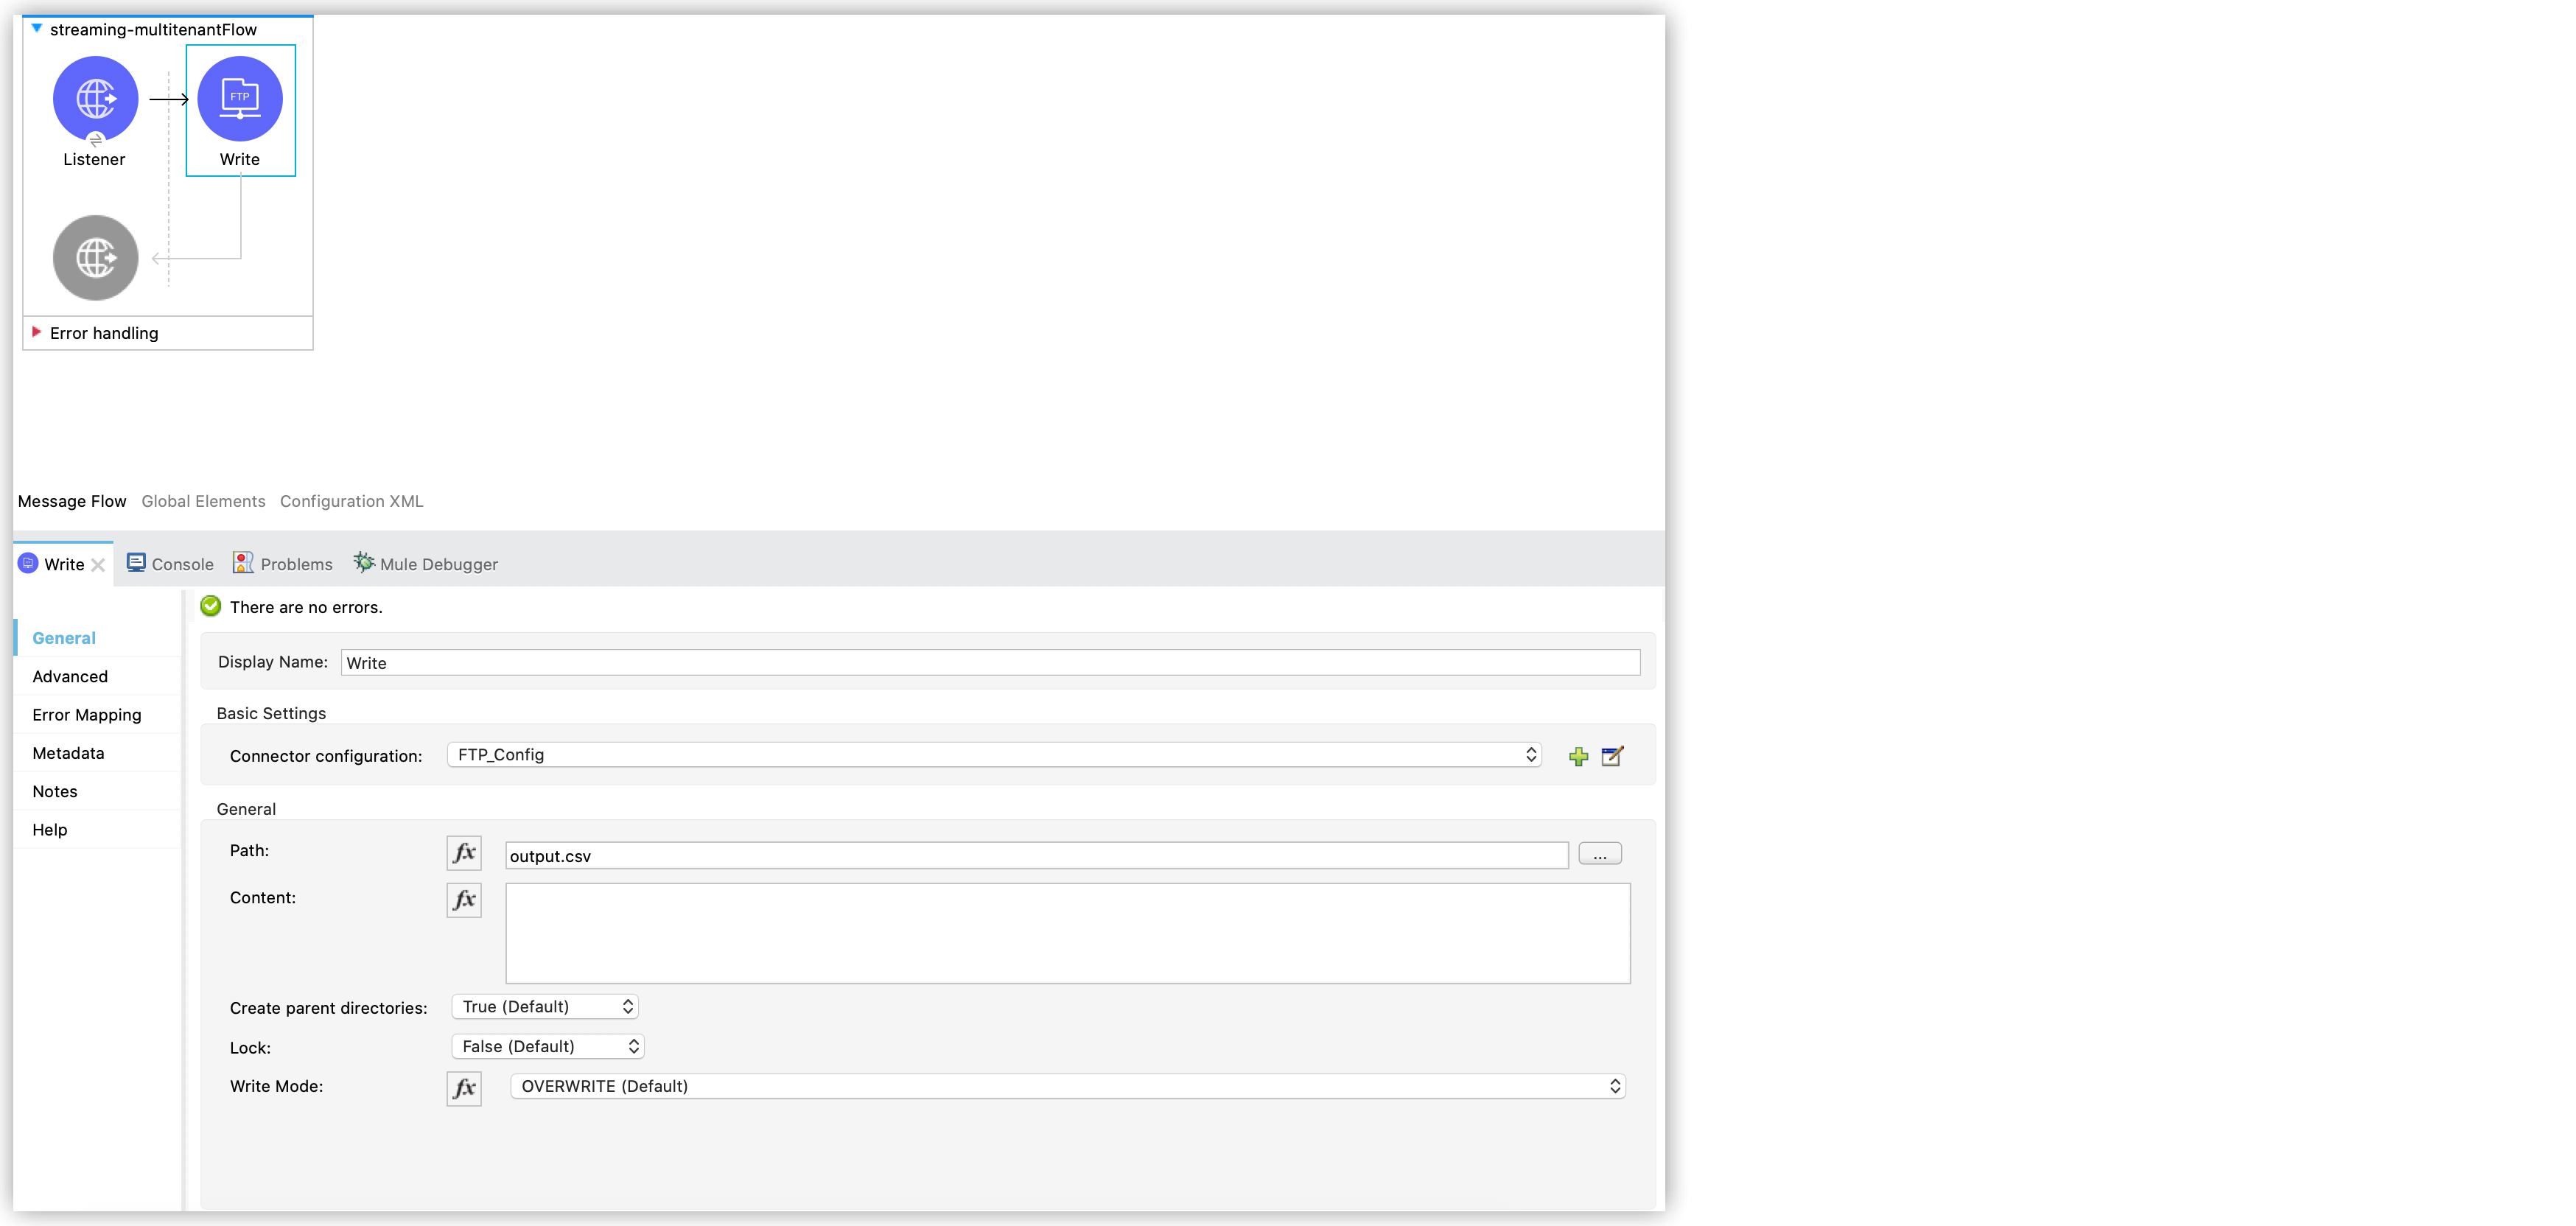 streaming-multitenantFlow
FTP
Listener
Write
Error handling
Message Flow Global Elements Configuration XML
Write Console Problems Mule Debugger
There are no errors.
General
Advanced
Error Mapping
Metadata
Notes
Help
Display Name: Write
Basic Settings
Connector configuration: FTP_Config
General
Path: fx output.csv ...
Content: fx
Create parent directories: True (Default)
Lock: False (Default)
Write Mode: fx OVERWRITE (Default)